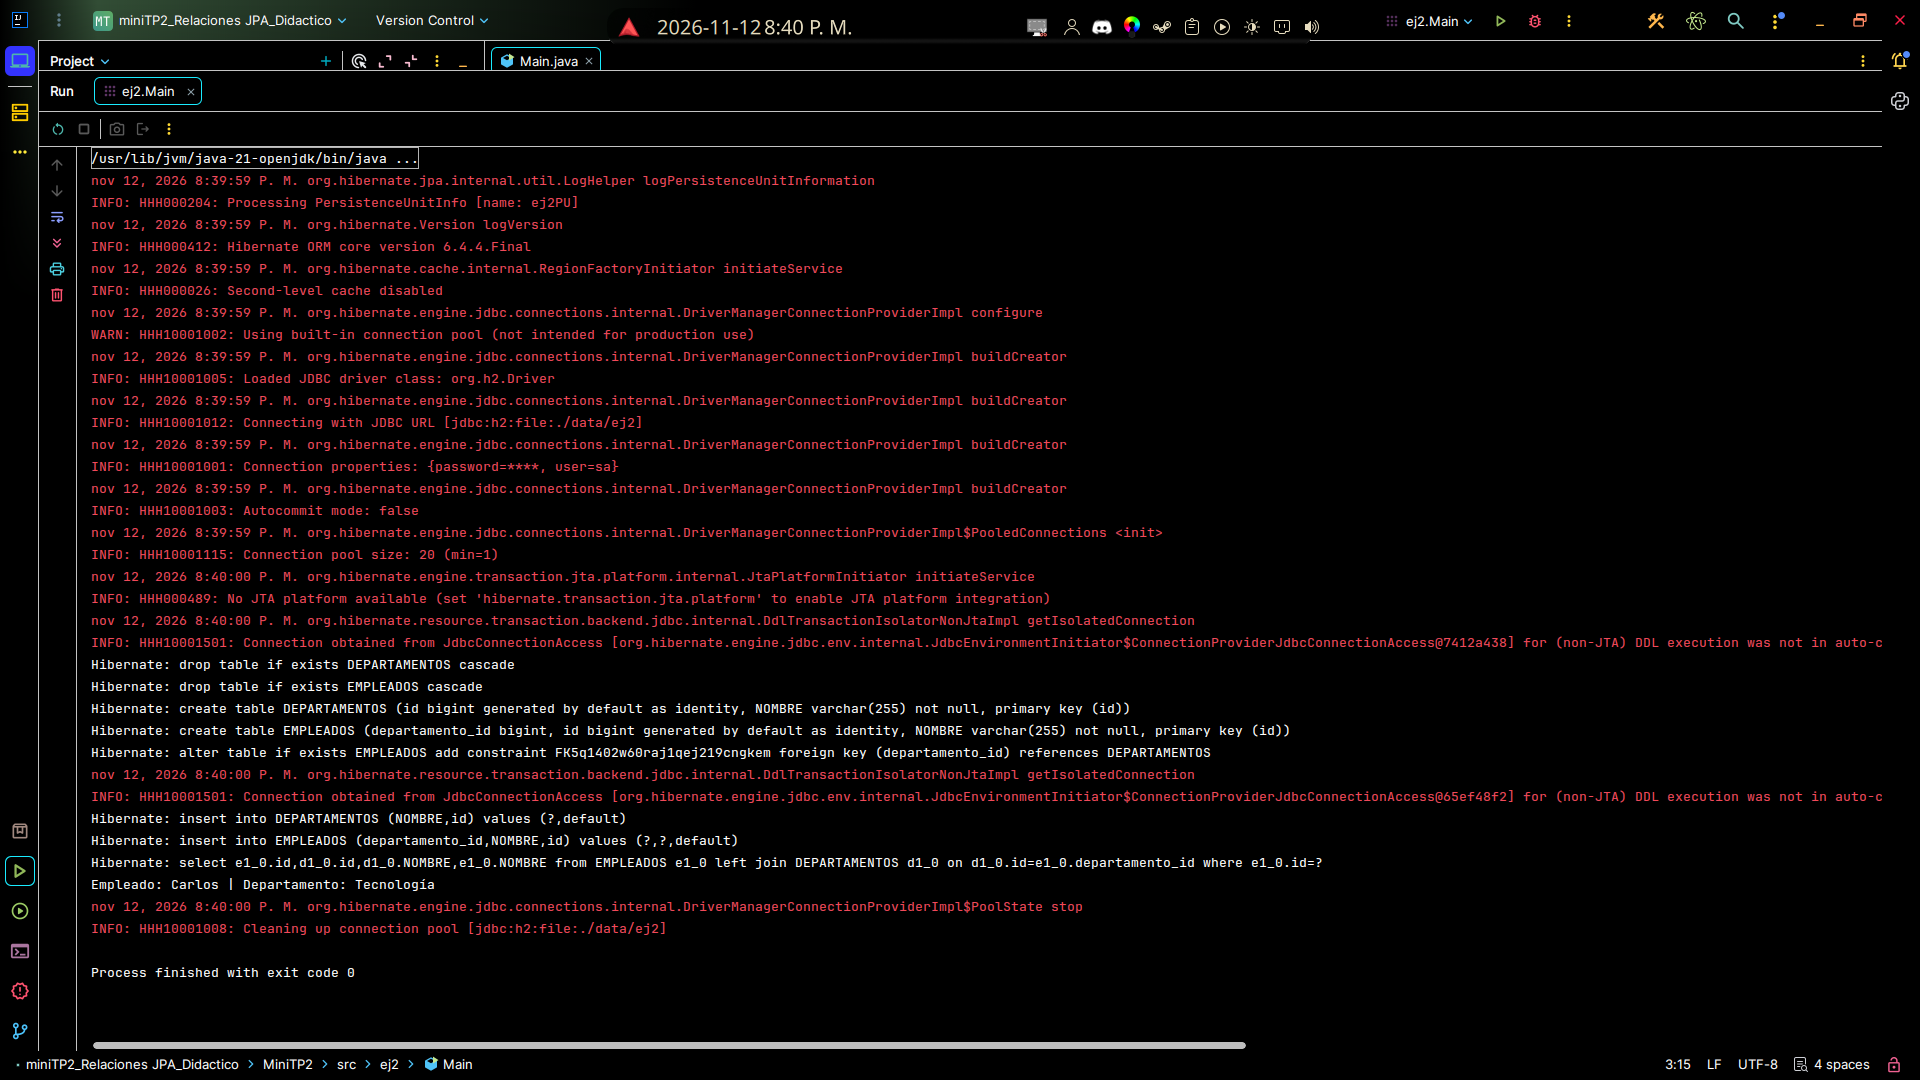 MT miniTP2_Relaciones JPA_Didactico Version Control 2026-11-12 8:40 P. M. ej2.Main
Project Main.java
Run ej2.Main
/usr/lib/jvm/java-21-openjdk/bin/java ...
nov 12, 2026 8:39:59 P. M. org.hibernate.jpa.internal.util.LogHelper logPersistenceUnitInformation
INFO: HHH000204: Processing PersistenceUnitInfo [name: ej2PU]
nov 12, 2026 8:39:59 P. M. org.hibernate.Version logVersion
INFO: HHH000412: Hibernate ORM core version 6.4.4.Final
nov 12, 2026 8:39:59 P. M. org.hibernate.cache.internal.RegionFactoryInitiator initiateService
INFO: HHH000026: Second-level cache disabled
nov 12, 2026 8:39:59 P. M. org.hibernate.engine.jdbc.connections.internal.DriverManagerConnectionProviderImpl configure
WARN: HHH10001002: Using built-in connection pool (not intended for production use)
nov 12, 2026 8:39:59 P. M. org.hibernate.engine.jdbc.connections.internal.DriverManagerConnectionProviderImpl buildCreator
INFO: HHH10001005: Loaded JDBC driver class: org.h2.Driver
nov 12, 2026 8:39:59 P. M. org.hibernate.engine.jdbc.connections.internal.DriverManagerConnectionProviderImpl buildCreator
INFO: HHH10001012: Connecting with JDBC URL [jdbc:h2:file:./data/ej2]
nov 12, 2026 8:39:59 P. M. org.hibernate.engine.jdbc.connections.internal.DriverManagerConnectionProviderImpl buildCreator
INFO: HHH10001001: Connection properties: {password=****, user=sa}
nov 12, 2026 8:39:59 P. M. org.hibernate.engine.jdbc.connections.internal.DriverManagerConnectionProviderImpl buildCreator
INFO: HHH10001003: Autocommit mode: false
nov 12, 2026 8:39:59 P. M. org.hibernate.engine.jdbc.connections.internal.DriverManagerConnectionProviderImpl$PooledConnections <init>
INFO: HHH10001115: Connection pool size: 20 (min=1)
nov 12, 2026 8:40:00 P. M. org.hibernate.engine.transaction.jta.platform.internal.JtaPlatformInitiator initiateService
INFO: HHH000489: No JTA platform available (set 'hibernate.transaction.jta.platform' to enable JTA platform integration)
nov 12, 2026 8:40:00 P. M. org.hibernate.resource.transaction.backend.jdbc.internal.DdlTransactionIsolatorNonJtaImpl getIsolatedConnection
INFO: HHH10001501: Connection obtained from JdbcConnectionAccess [org.hibernate.engine.jdbc.env.internal.JdbcEnvironmentInitiator$ConnectionProviderJdbcConnectionAccess@7412a438] for (non-JTA) DDL execution was not in auto-c
Hibernate: drop table if exists DEPARTAMENTOS cascade
Hibernate: drop table if exists EMPLEADOS cascade
Hibernate: create table DEPARTAMENTOS (id bigint generated by default as identity, NOMBRE varchar(255) not null, primary key (id))
Hibernate: create table EMPLEADOS (departamento_id bigint, id bigint generated by default as identity, NOMBRE varchar(255) not null, primary key (id))
Hibernate: alter table if exists EMPLEADOS add constraint FK5q1402w60raj1qej219cngkem foreign key (departamento_id) references DEPARTAMENTOS
nov 12, 2026 8:40:00 P. M. org.hibernate.resource.transaction.backend.jdbc.internal.DdlTransactionIsolatorNonJtaImpl getIsolatedConnection
INFO: HHH10001501: Connection obtained from JdbcConnectionAccess [org.hibernate.engine.jdbc.env.internal.JdbcEnvironmentInitiator$ConnectionProviderJdbcConnectionAccess@65ef48f2] for (non-JTA) DDL execution was not in auto-c
Hibernate: insert into DEPARTAMENTOS (NOMBRE,id) values (?,default)
Hibernate: insert into EMPLEADOS (departamento_id,NOMBRE,id) values (?,?,default)
Hibernate: select e1_0.id,d1_0.id,d1_0.NOMBRE,e1_0.NOMBRE from EMPLEADOS e1_0 left join DEPARTAMENTOS d1_0 on d1_0.id=e1_0.departamento_id where e1_0.id=?
Empleado: Carlos | Departamento: Tecnología
nov 12, 2026 8:40:00 P. M. org.hibernate.engine.jdbc.connections.internal.DriverManagerConnectionProviderImpl$PoolState stop
INFO: HHH10001008: Cleaning up connection pool [jdbc:h2:file:./data/ej2]
Process finished with exit code 0
miniTP2_Relaciones JPA_Didactico > MiniTP2 > src > ej2 > Main 3:15 LF UTF-8 4 spaces